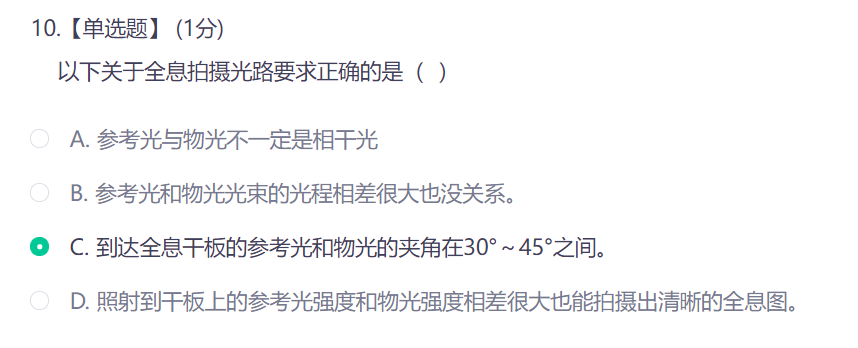 10.【单选题】 (1分)
以下关于全息拍摄光路要求正确的是（  ）
A. 参考光与物光不一定是相干光
B. 参考光和物光光束的光程相差很大也没关系。
C. 到达全息干板的参考光和物光的夹角在30°～45°之间。
D. 照射到干板上的参考光强度和物光强度相差很大也能拍摄出清晰的全息图。